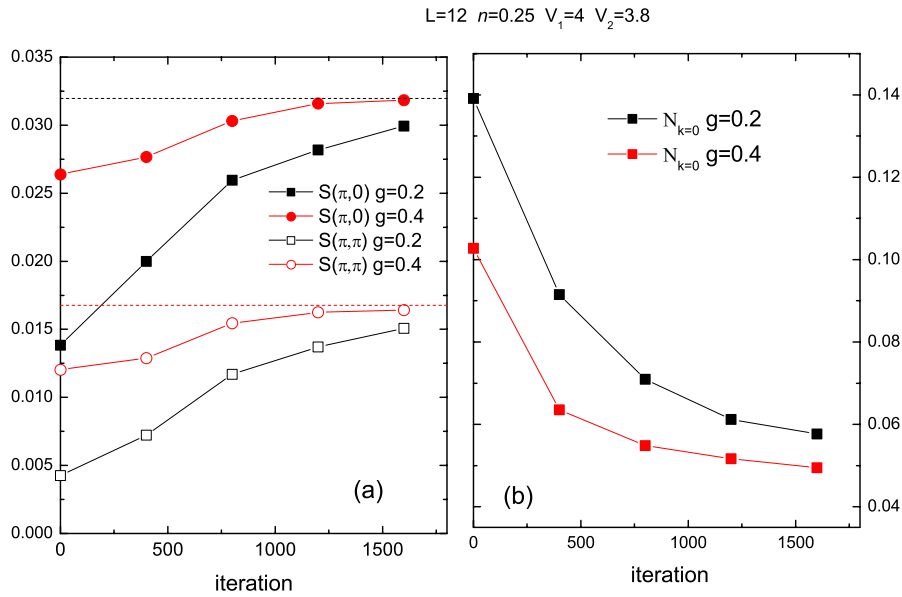 L=12 n=0.25 V₁=4 V₂=3.8
0.035
0.030
0.025
0.020
0.015
0.010
0.005
0.000
S(π,0) g=0.2
S(π,0) g=0.4
S(π,π) g=0.2
S(π,π) g=0.4
(a)
0 500 1000 1500
iteration
N_{k=0} g=0.2
N_{k=0} g=0.4
(b)
0.14
0.12
0.10
0.08
0.06
0.04
0 500 1000 1500
iteration